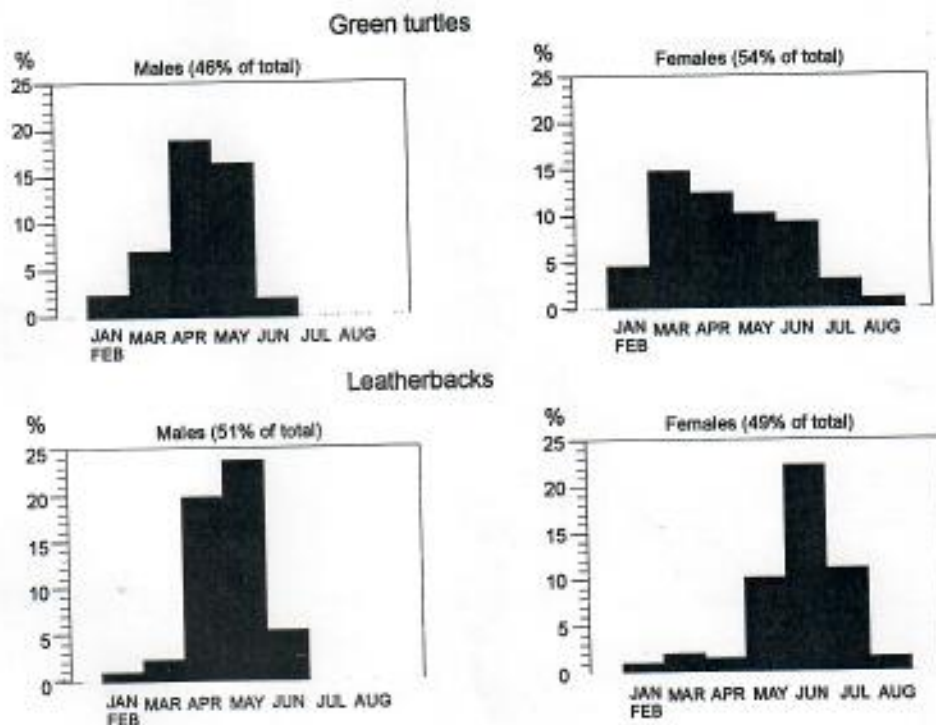 Green turtles
%
Males (46% of total)
25
20
15
10
5
0
JAN MAR APR MAY JUN JUL AUG
FEB
%
Females (54% of total)
25
20
15
10
5
0
JAN MAR APR MAY JUN JUL AUG
FEB
Leatherbacks
%
Males (51% of total)
25
20
15
10
5
0
JAN MAR APR MAY JUN JUL AUG
FEB
%
Females (49% of total)
25
20
15
10
5
0
JAN MAR APR MAY JUN JUL AUG
FEB